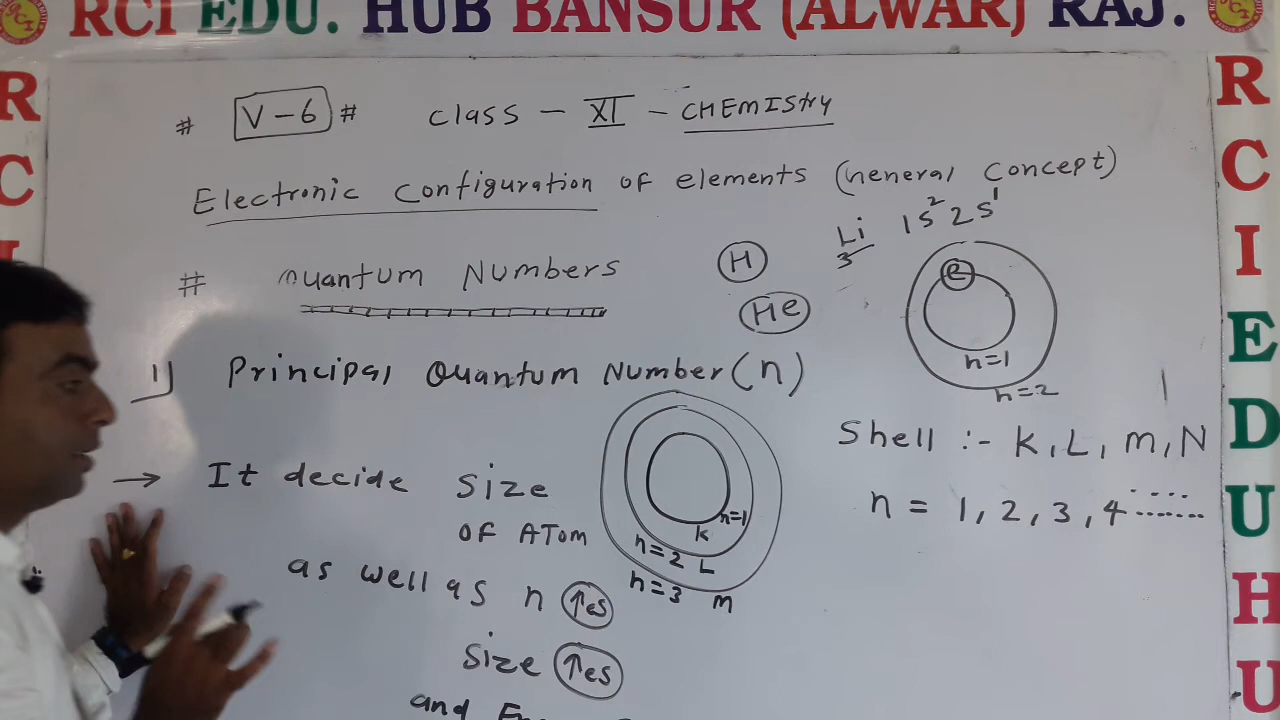 RCI EDU. HUB BANSUR (ALWAR) RAJ.
# V-6 # Class - XI - CHEMIStry
Electronic Configuration of elements (General Concept)
Li 1s² 2s¹
3
# Quantum Numbers
H
He
e
n=1
n=2
1) Principal Quantum Number (n)
Shell :- K, L, M, N
n = 1, 2, 3, 4 .......
→ It decide Size
OF ATom
n=1
K
n=2 L
n=3 M
as well as n ↑es
Size ↑es
and
R
C
I
R
C
I
E
D
U
H
U